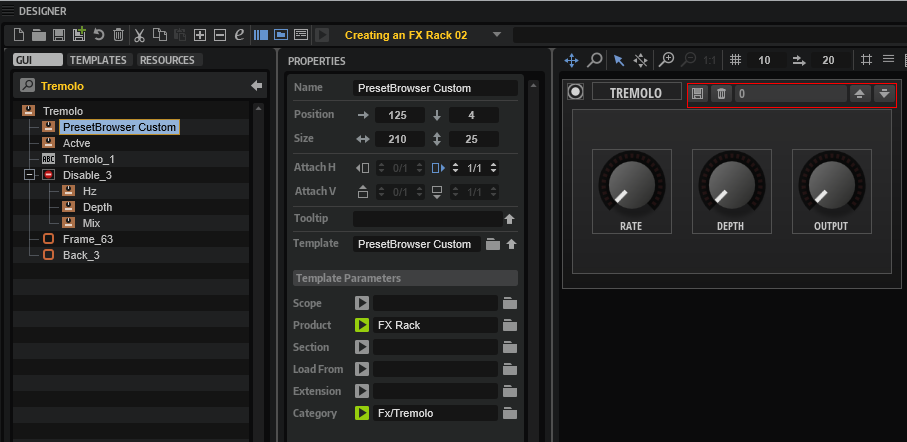 DESIGNER
Creating an FX Rack 02
GUI TEMPLATES RESOURCES
Tremolo
Tremolo
PresetBrowser Custom
Actve
ABC Tremolo_1
Disable_3
Hz
Depth
Mix
Frame_63
Back_3
PROPERTIES
Name PresetBrowser Custom
Position 125 4
Size 210 25
Attach H 0/1 1/1
Attach V 0/1 0/1
Tooltip
Template PresetBrowser Custom
Template Parameters
Scope
Product FX Rack
Section
Load From
Extension
Category Fx/Tremolo
1:1 10 20
TREMOLO 0
RATE DEPTH OUTPUT